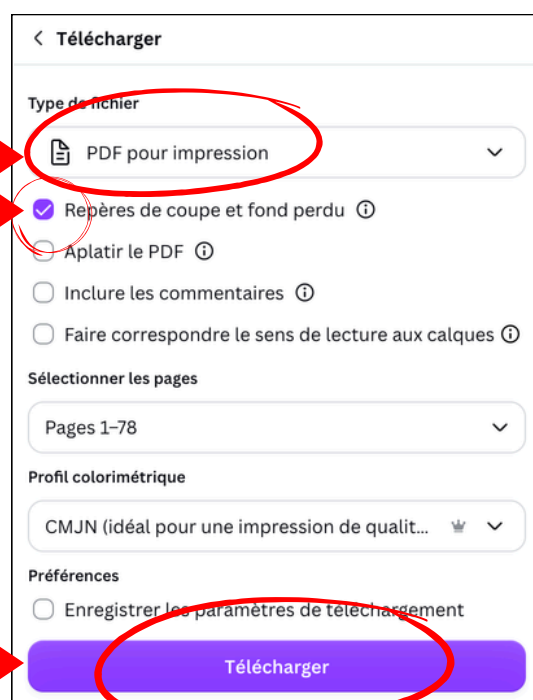 Télécharger
Type de fichier
PDF pour impression
Repères de coupe et fond perdu
Aplatir le PDF
Inclure les commentaires
Faire correspondre le sens de lecture aux calques
Sélectionner les pages
Pages 1–78
Profil colorimétrique
CMJN (idéal pour une impression de qualit...
Préférences
Enregistrer les paramètres de téléchargement
Télécharger